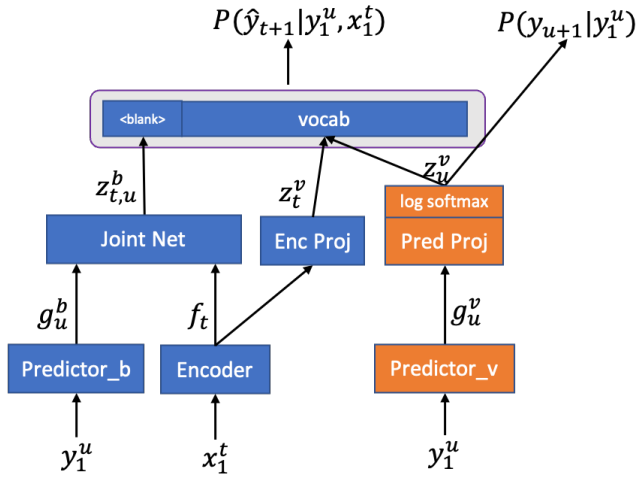 P(ŷ_{t+1}|y_1^u, x_1^t) P(y_{u+1}|y_1^u)
<blank> vocab
z_{t,u}^b z_t^v z_u^v
log softmax
Joint Net Enc Proj Pred Proj
g_u^b f_t g_u^v
Predictor_b Encoder Predictor_v
y_1^u x_1^t y_1^u